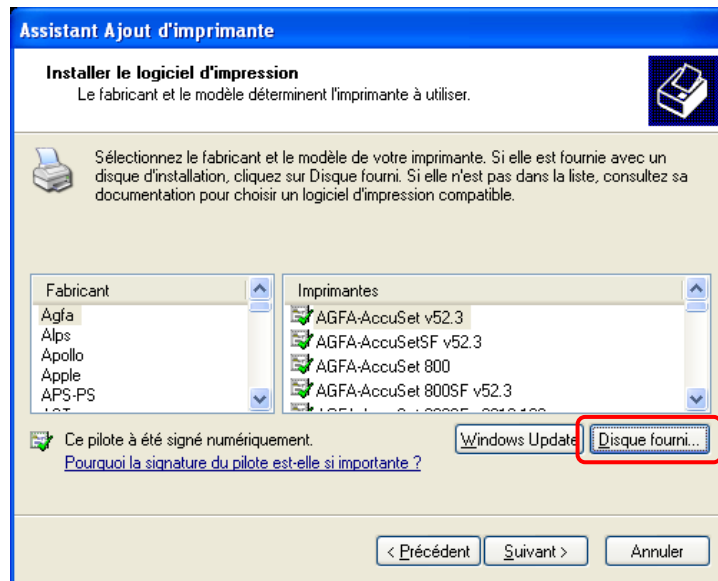 Assistant Ajout d'imprimante
Installer le logiciel d'impression
Le fabricant et le modèle déterminent l'imprimante à utiliser.
Sélectionnez le fabricant et le modèle de votre imprimante. Si elle est fournie avec un
disque d'installation, cliquez sur Disque fourni. Si elle n'est pas dans la liste, consultez sa
documentation pour choisir un logiciel d'impression compatible.
Fabricant
Agfa
Alps
Apollo
Apple
APS-PS
Imprimantes
AGFA-AccuSet v52.3
AGFA-AccuSetSF v52.3
AGFA-AccuSet 800
AGFA-AccuSet 800SF v52.3
Ce pilote à été signé numériquement.
Pourquoi la signature du pilote est-elle si importante ?
Windows Update
Disque fourni...
< Précédent
Suivant >
Annuler